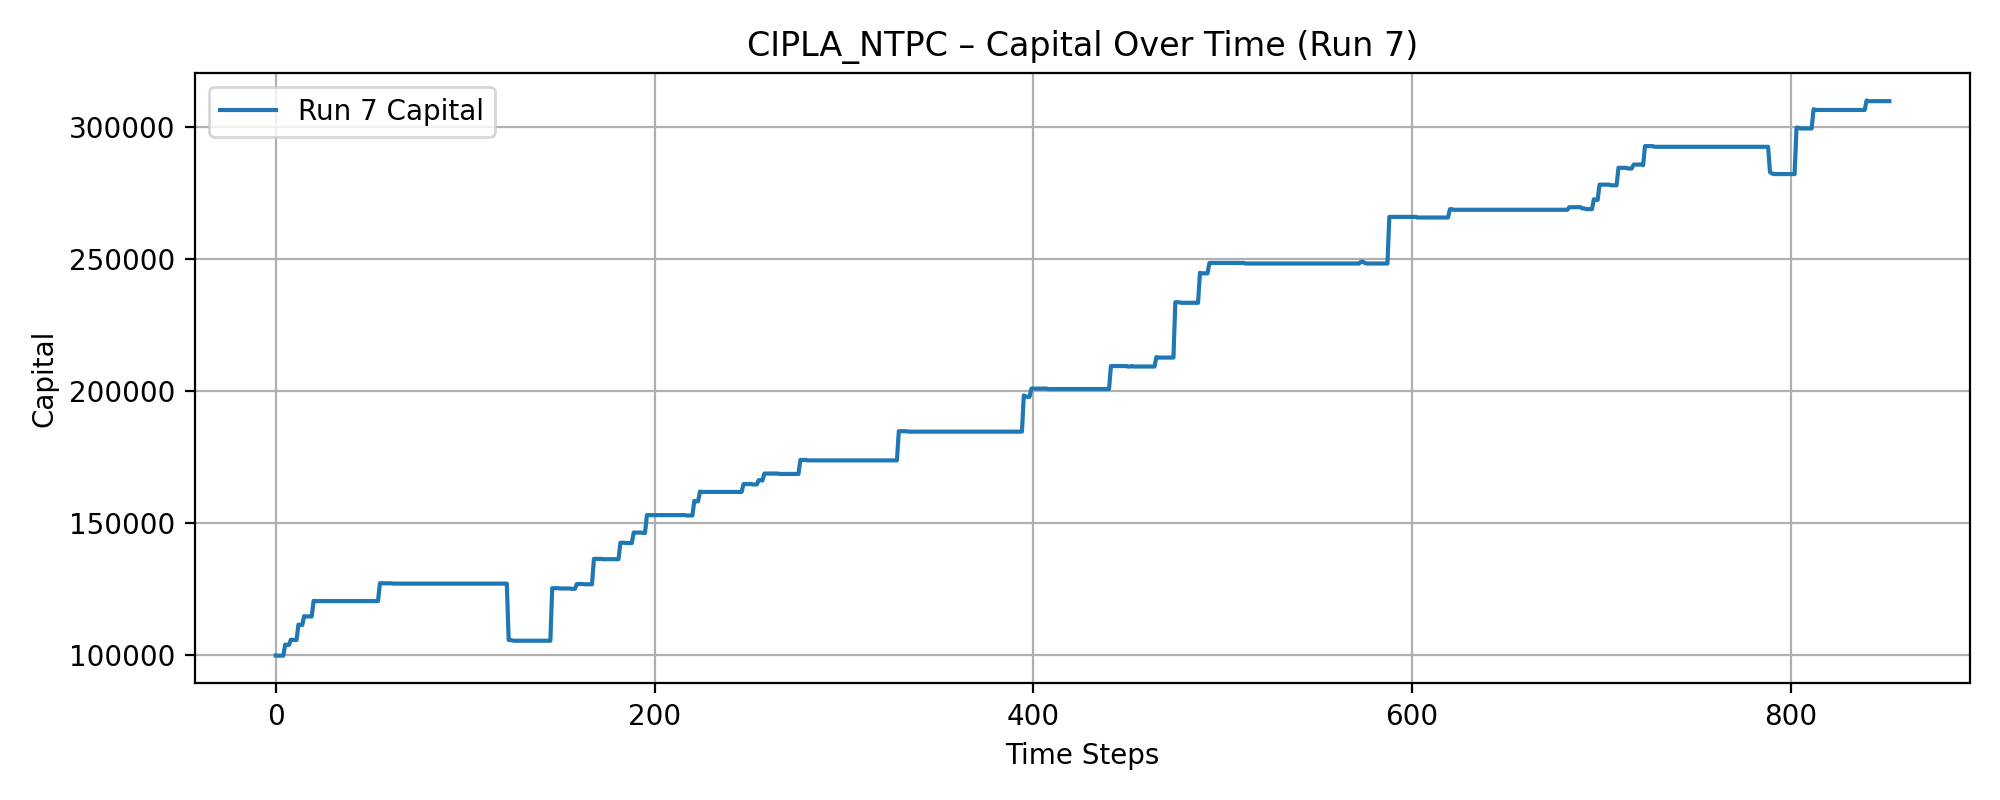 CIPLA_NTPC – Capital Over Time (Run 7)
Run 7 Capital
300000
250000
200000
150000
100000
Capital
0 200 400 600 800
Time Steps